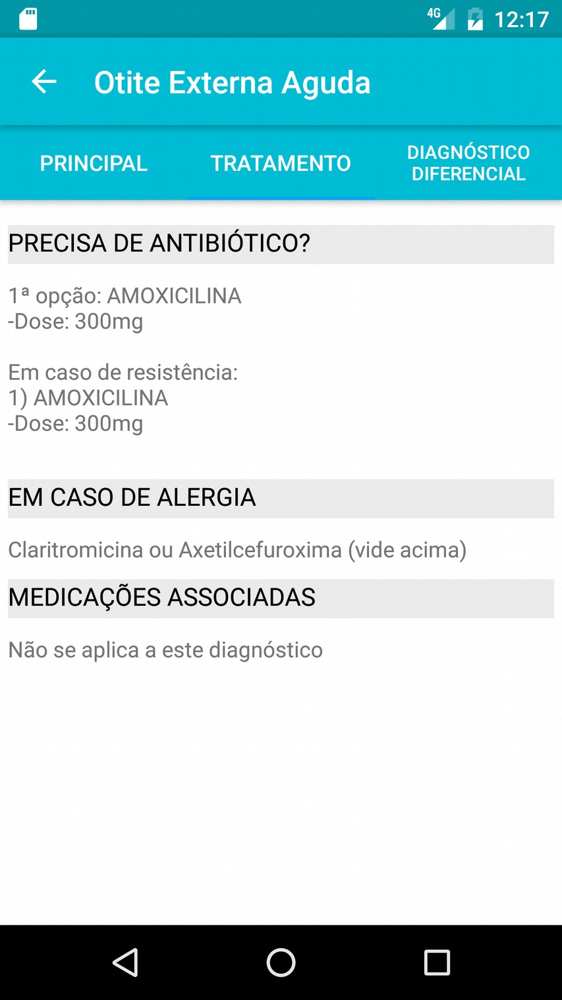 4G 12:17
Otite Externa Aguda
PRINCIPAL
TRATAMENTO
DIAGNÓSTICO
DIFERENCIAL
PRECISA DE ANTIBIÓTICO?
1ª opção: AMOXICILINA
-Dose: 300mg
Em caso de resistência:
1) AMOXICILINA
-Dose: 300mg
EM CASO DE ALERGIA
Claritromicina ou Axetilcefuroxima (vide acima)
MEDICAÇÕES ASSOCIADAS
Não se aplica a este diagnóstico